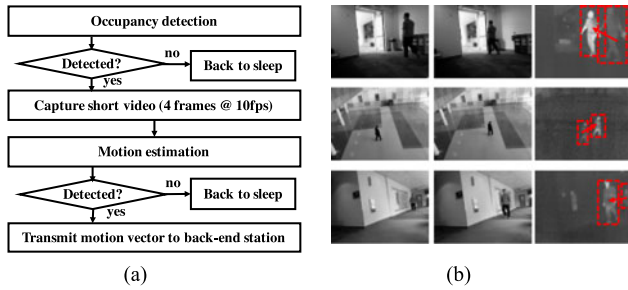 Occupancy detection
Detected?
no
Back to sleep
yes
Capture short video (4 frames @ 10fps)
Motion estimation
Detected?
no
Back to sleep
yes
Transmit motion vector to back-end station
(a)
(b)